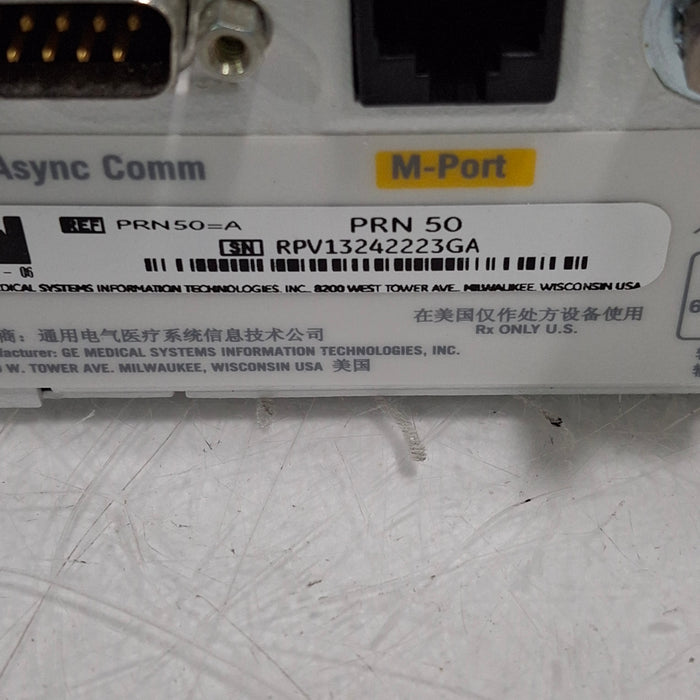 Async Comm
M-Port
REF PRN50=A
PRN 50
SN RPV13242223GA
- 06
SYSTEMS INFORMATION TECHNOLOGIES, INC., 8200 WEST TOWER AVE., MILWAUKEE, WISCONSIN USA
在美国仅作处方设备使用
Rx ONLY U.S.
商：通用电气医疗系统信息技术公司
facturer: GE MEDICAL SYSTEMS INFORMATION TECHNOLOGIES, INC.
W. TOWER AVE. MILWAUKEE, WISCONSIN USA 美国
6